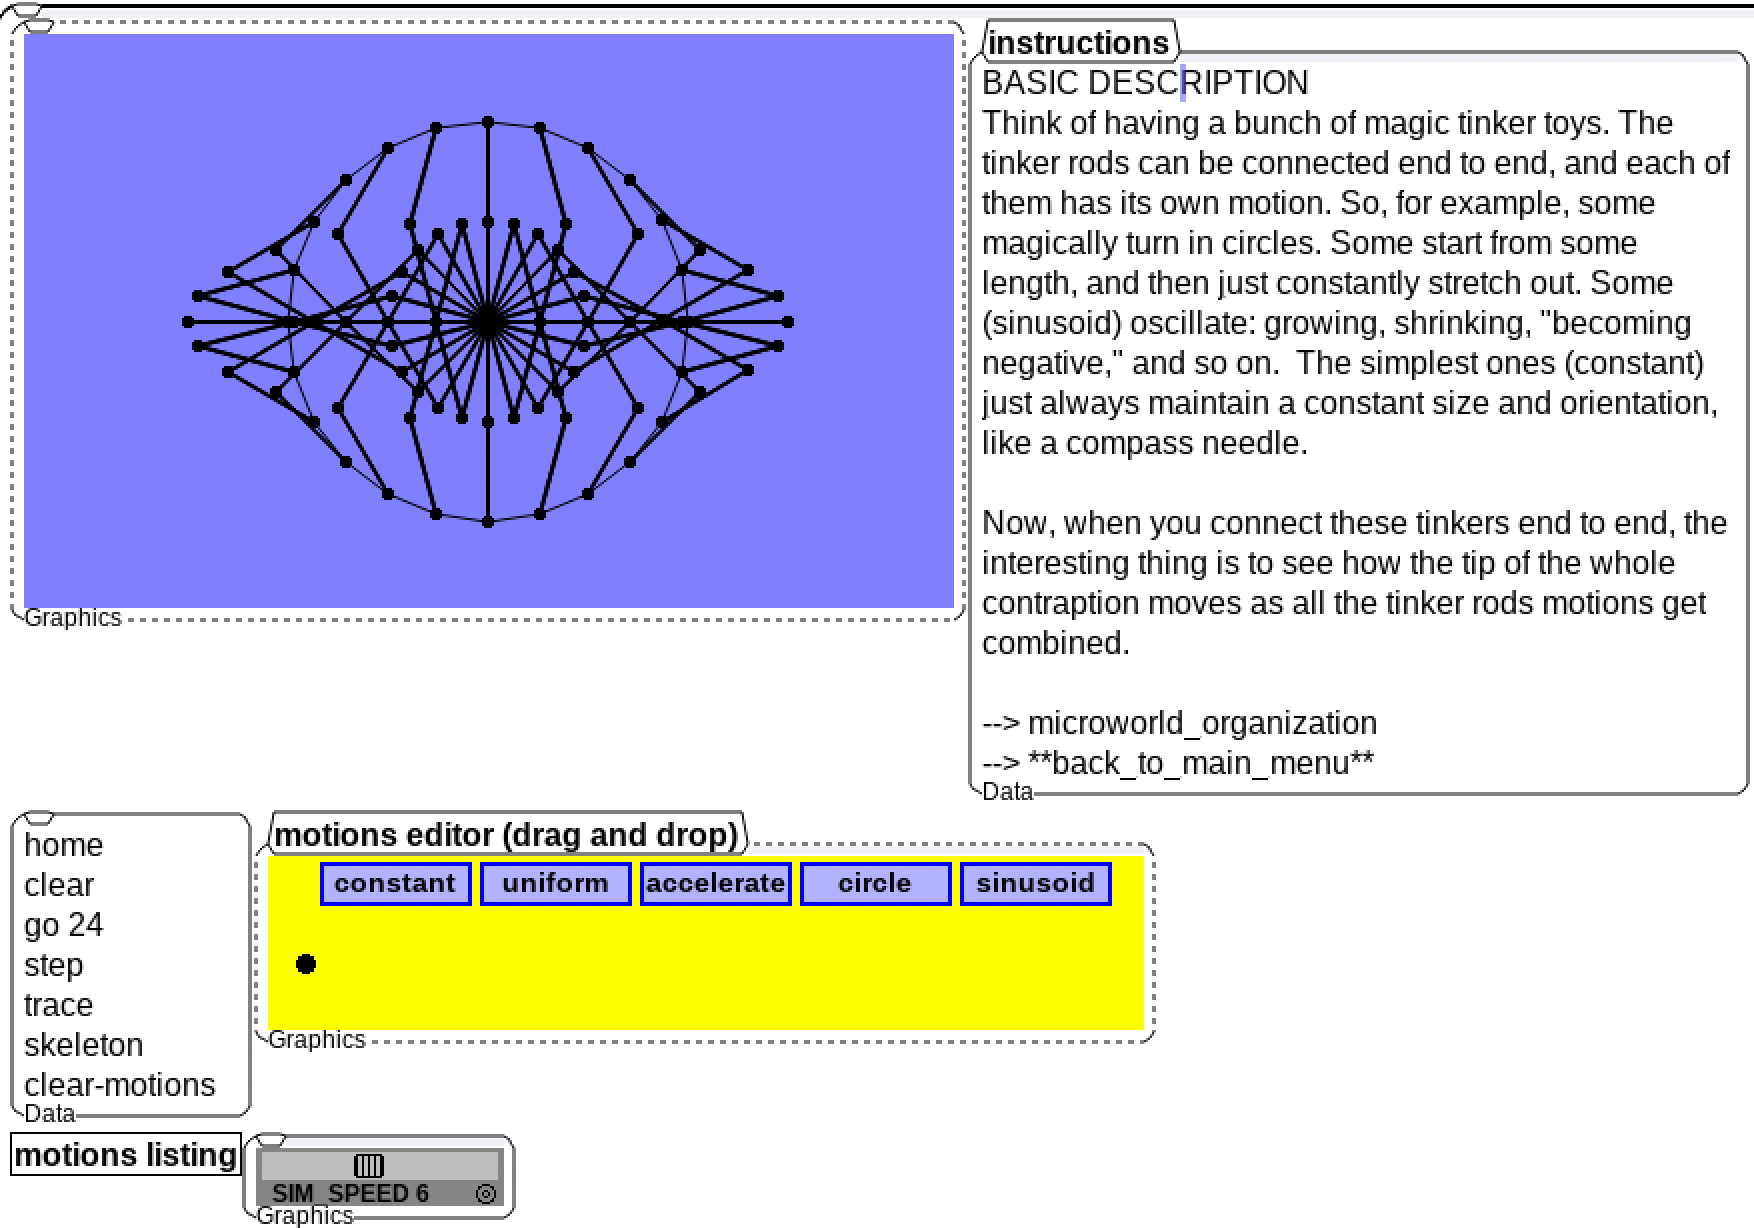 Graphics
instructions
BASIC DESCRIPTION
Think of having a bunch of magic tinker toys. The
tinker rods can be connected end to end, and each of
them has its own motion. So, for example, some
magically turn in circles. Some start from some
length, and then just constantly stretch out. Some
(sinusoid) oscillate: growing, shrinking, "becoming
negative," and so on.  The simplest ones (constant)
just always maintain a constant size and orientation,
like a compass needle.
Now, when you connect these tinkers end to end, the
interesting thing is to see how the tip of the whole
contraption moves as all the tinker rods motions get
combined.
--> microworld_organization
--> **back_to_main_menu**
Data
home
clear
go 24
step
trace
skeleton
clear-motions
Data
motions editor (drag and drop)
constant uniform accelerate circle sinusoid
Graphics
motions listing
SIM_SPEED 6
Graphics